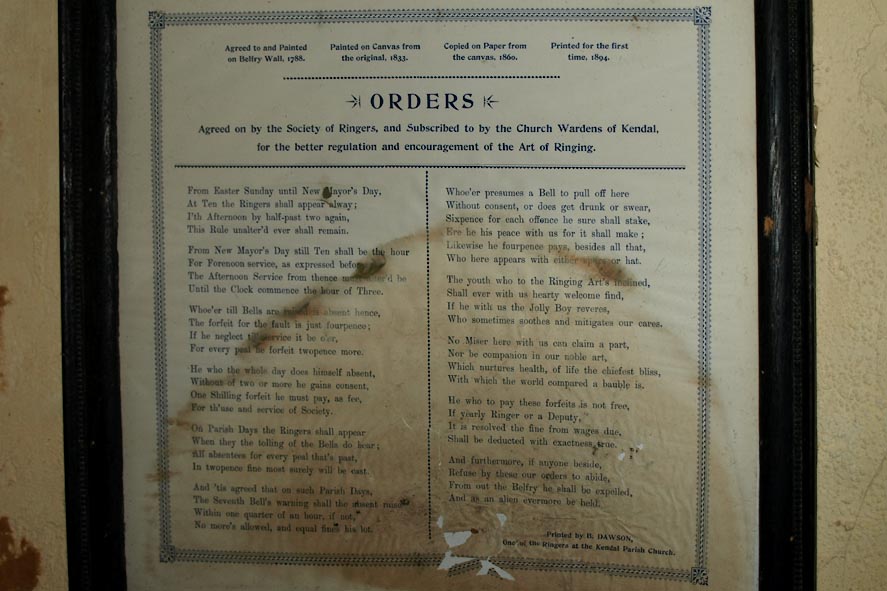 Agreed to and Painted
on Belfry Wall, 1788.
Painted on Canvas from
the original, 1833.
Copied on Paper from
the canvas, 1860.
Printed for the first
time, 1894.
ORDERS
Agreed on by the Society of Ringers, and Subscribed to by the Church Wardens of Kendal,
for the better regulation and encouragement of the Art of Ringing.
From Easter Sunday until New Mayor's Day,
At Ten the Ringers shall appear alway;
I'th Afternoon by half-past two again,
This Rule unalter'd ever shall remain.
From New Mayor's Day still Ten shall be the hour
For Forenoon service, as expressed before
The Afternoon Service from thence be
Until the Clock commence the hour of Three.
Whoe'er till Bells are absent hence,
The forfeit for the fault is just fourpence;
If he neglect till service it be o'er,
For every peal he forfeit twopence more.
He who the whole day does himself absent,
Without of two or more he gains consent,
One Shilling forfeit he must pay, as fee,
For th'use and service of Society.
On Parish Days the Ringers shall appear
When they the tolling of the Bells do hear;
All absentees for every peal that's past,
In twopence fine most surely will be cast.
And 'tis agreed that on such Parish Days,
The Seventh Bell's warning shall the absent raise
Within one quarter of an hour, if not,
No more's allowed, and equal fines his lot.
Whoe'er presumes a Bell to pull off here
Without consent, or does get drunk or swear,
Sixpence for each offence he sure shall stake,
Ere he his peace with us for it shall make;
Likewise he fourpence pays, besides all that,
Who here appears with either or hat.
The youth who to the Ringing Art's inclined,
Shall ever with us hearty welcome find,
If he with us the Jolly Boy reveres,
Who sometimes soothes and mitigates our cares.
No Miser here with us can claim a part,
Nor be companion in our noble art,
Which nurtures health, of life the chiefest bliss,
With which the world compared a bauble is.
He who to pay these forfeits is not free,
If yearly Ringer or a Deputy,
It is resolved the fine from wages due,
Shall be deducted with exactness true.
And furthermore, if anyone beside,
Refuse by these our orders to abide,
From out the Belfry he shall be expelled,
And as an alien evermore be held.
Printed by B. DAWSON,
One of the Ringers at the Kendal Parish Church.